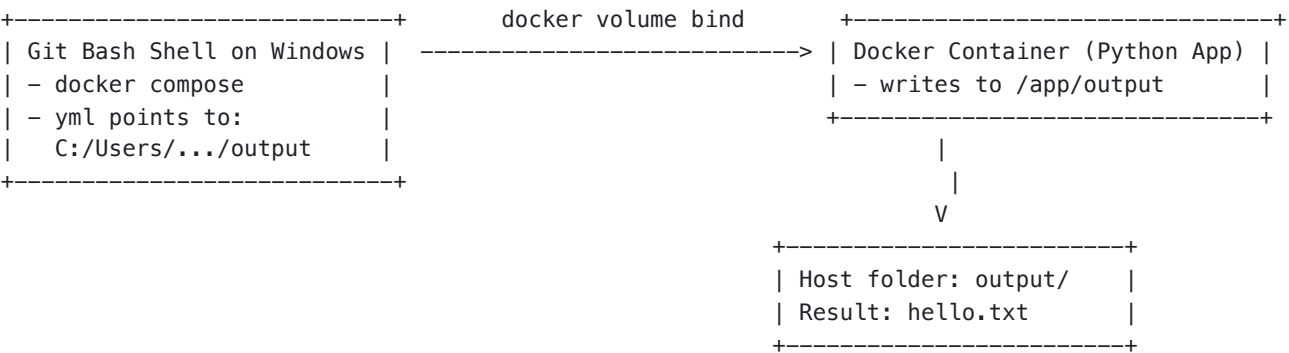 docker volume bind
Git Bash Shell on Windows
- docker compose
- yml points to:
C:/Users/.../output
Docker Container (Python App)
- writes to /app/output
V
Host folder: output/
Result: hello.txt